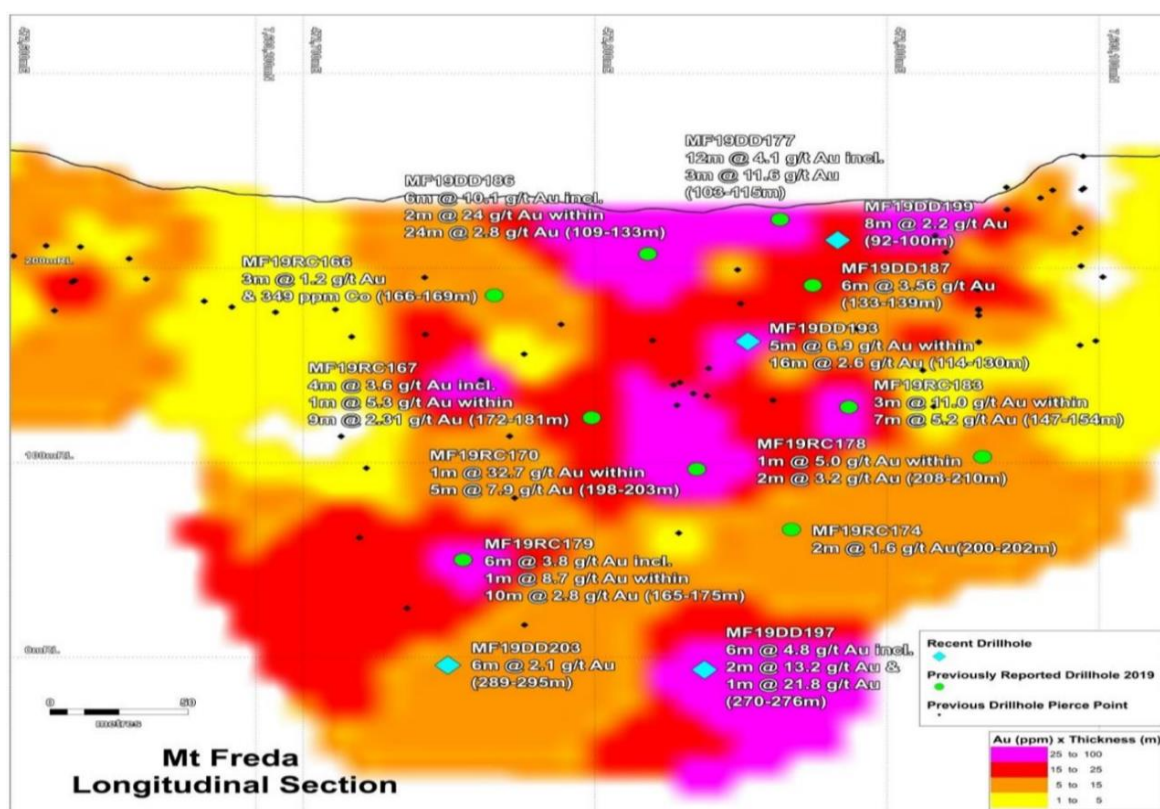 MF19DD177
12m @ 4.1 g/t Au incl.
3m @ 11.6 g/t Au
(103-115m)
MF19DD186
6m @ 10.1 g/t Au incl.
2m @ 24 g/t Au within
24m @ 2.8 g/t Au (109-133m)
MF19DD199
8m @ 2.2 g/t Au
(92-100m)
200mRL
MF19RC166
3m @ 1.2 g/t Au
& 349 ppm Co (166-169m)
MF19DD187
6m @ 3.56 g/t Au
(133-139m)
MF19DD193
5m @ 6.9 g/t Au within
16m @ 2.6 g/t Au (114-130m)
MF19RC167
4m @ 3.6 g/t Au incl.
1m @ 5.3 g/t Au within
9m @ 2.31 g/t Au (172-181m)
MF19RC183
3m @ 11.0 g/t Au within
7m @ 5.2 g/t Au (147-154m)
100mRL
MF19RC170
1m @ 32.7 g/t Au within
5m @ 7.9 g/t Au (198-203m)
MF19RC178
1m @ 5.0 g/t Au within
2m @ 3.2 g/t Au (208-210m)
MF19RC174
2m @ 1.6 g/t Au(200-202m)
MF19RC179
6m @ 3.8 g/t Au incl.
1m @ 8.7 g/t Au within
10m @ 2.8 g/t Au (165-175m)
0mRL
MF19DD203
6m @ 2.1 g/t Au
(289-295m)
MF19DD197
6m @ 4.8 g/t Au incl.
2m @ 13.2 g/t Au &
1m @ 21.8 g/t Au
(270-276m)
Recent Drillhole
Previously Reported Drillhole 2019
Previous Drillhole Pierce Point
0 50
metres
Mt Freda
Longitudinal Section
Au (ppm) x Thickness (m)
25 to 100
15 to 25
5 to 15
1 to 5